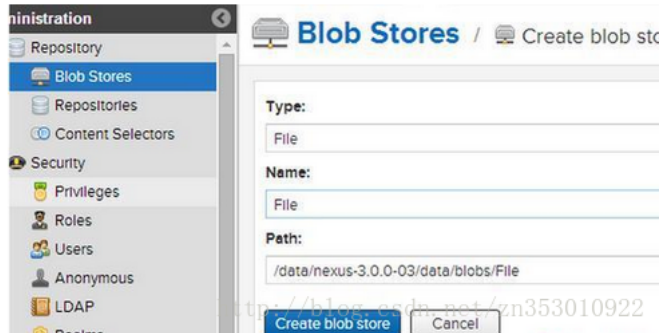 ministration
Repository
Blob Stores
Repositories
Content Selectors
Security
Privileges
Roles
Users
Anonymous
LDAP
Realms
Blob Stores / Create blob sto
Type:
File
Name:
File
Path:
/data/nexus-3.0.0-03/data/blobs/File
Create blob store Cancel
http://blog.csdn.net/zn353010922